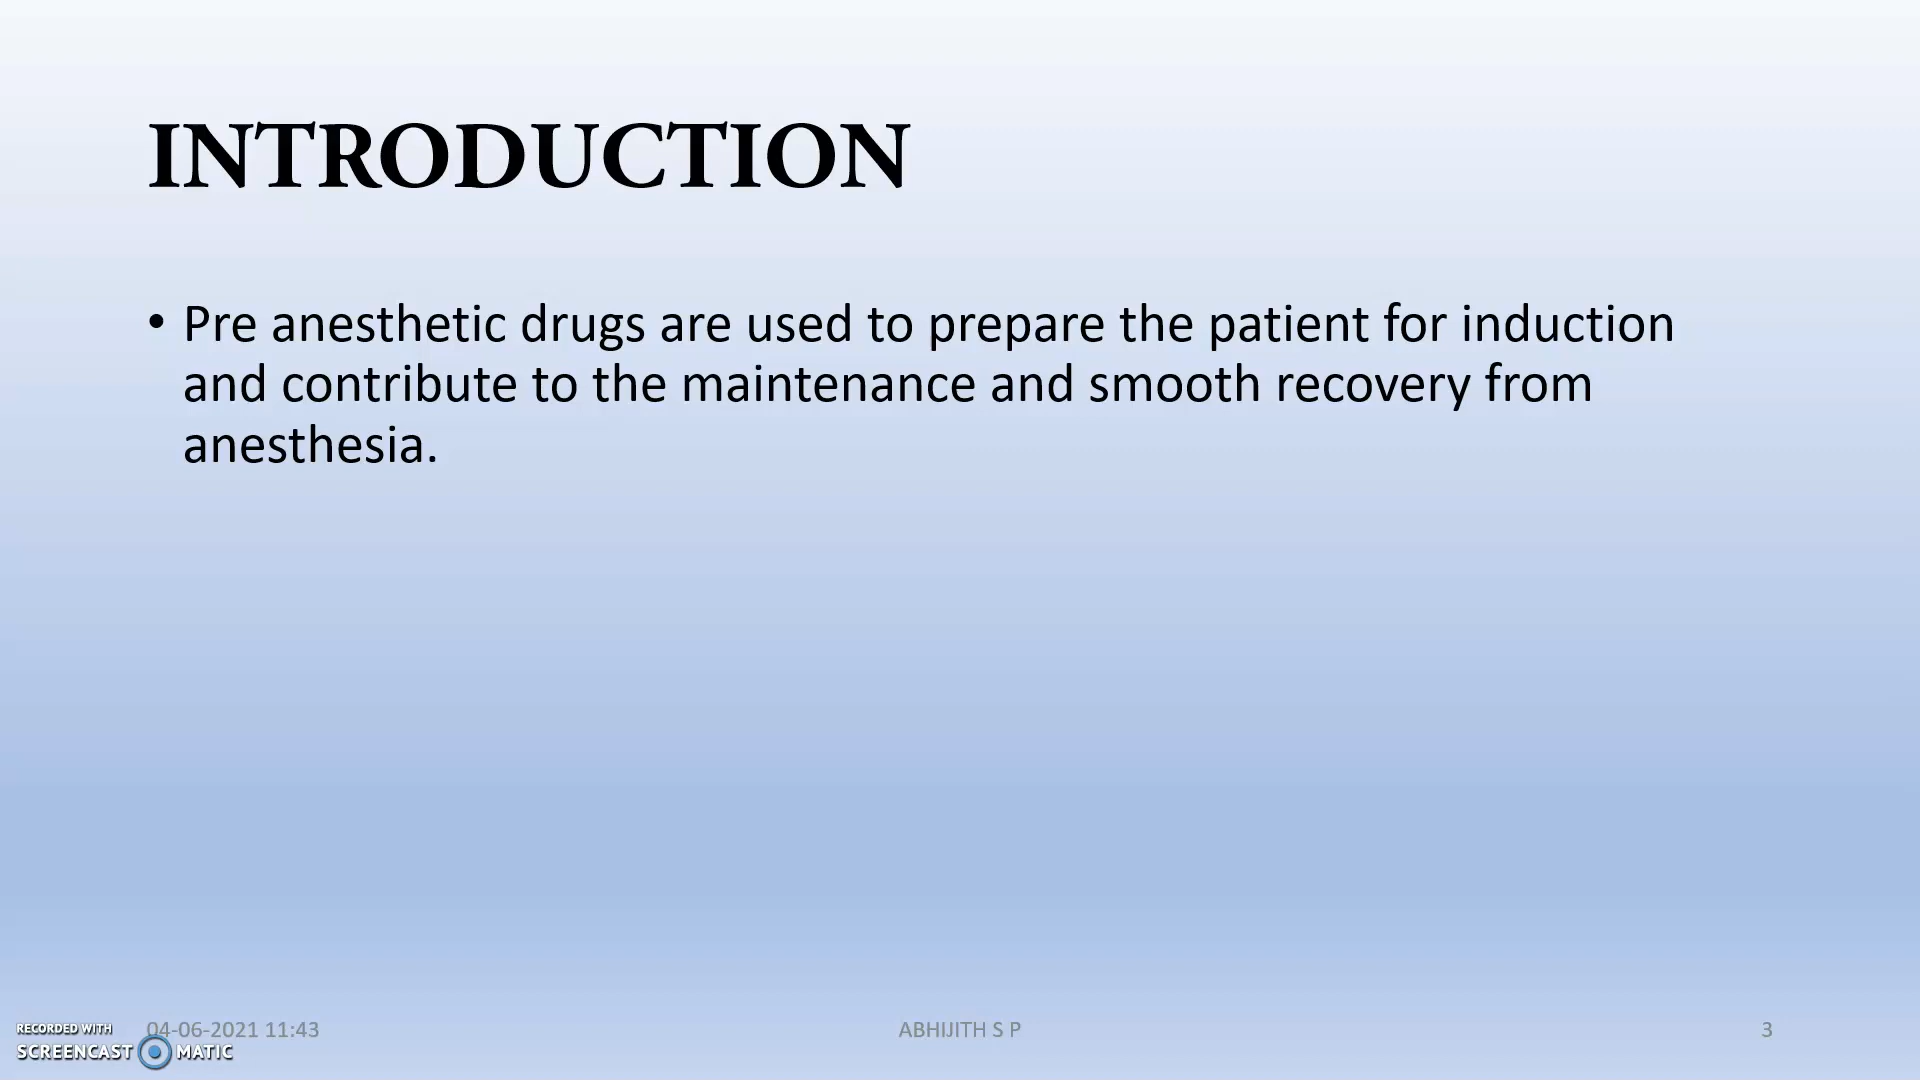 INTRODUCTION
• Pre anesthetic drugs are used to prepare the patient for induction
and contribute to the maintenance and smooth recovery from
anesthesia.
04-06-2021 11:43
ABHIJITH S P
3
RECORDED WITH
SCREENCAST MATIC